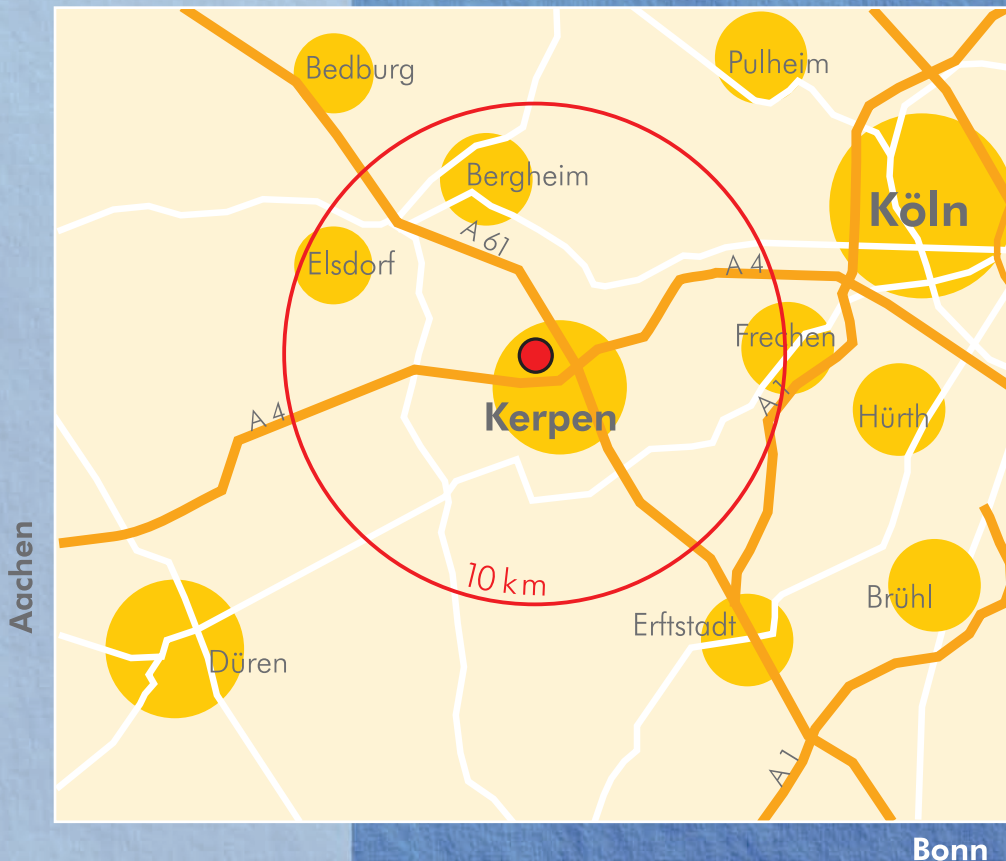 Bedburg
Pulheim
Bergheim
Köln
A 61
Elsdorf
A 4
Frechen
A 1
Kerpen
A 4
Hürth
Aachen
10 km
Brühl
Erftstadt
Düren
A 1
Bonn